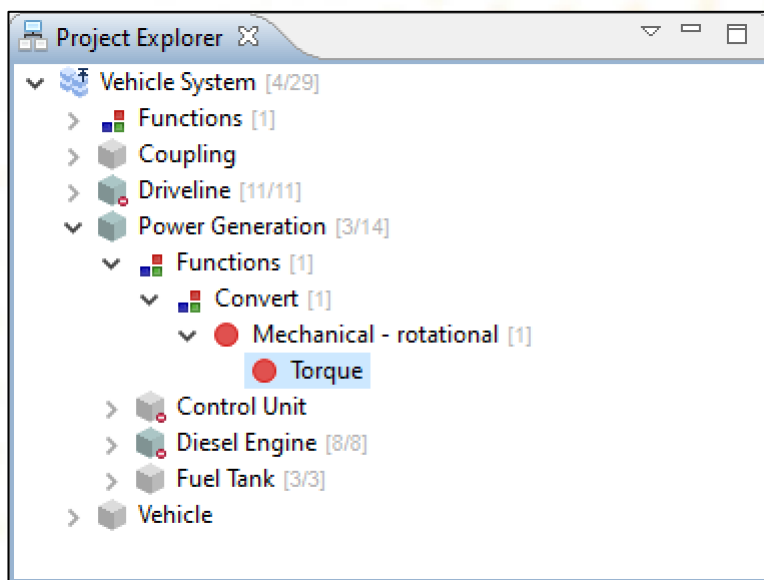 Project Explorer
Vehicle System [4/29]
Functions [1]
Coupling
Driveline [11/11]
Power Generation [3/14]
Functions [1]
Convert [1]
Mechanical - rotational [1]
Torque
Control Unit
Diesel Engine [8/8]
Fuel Tank [3/3]
Vehicle